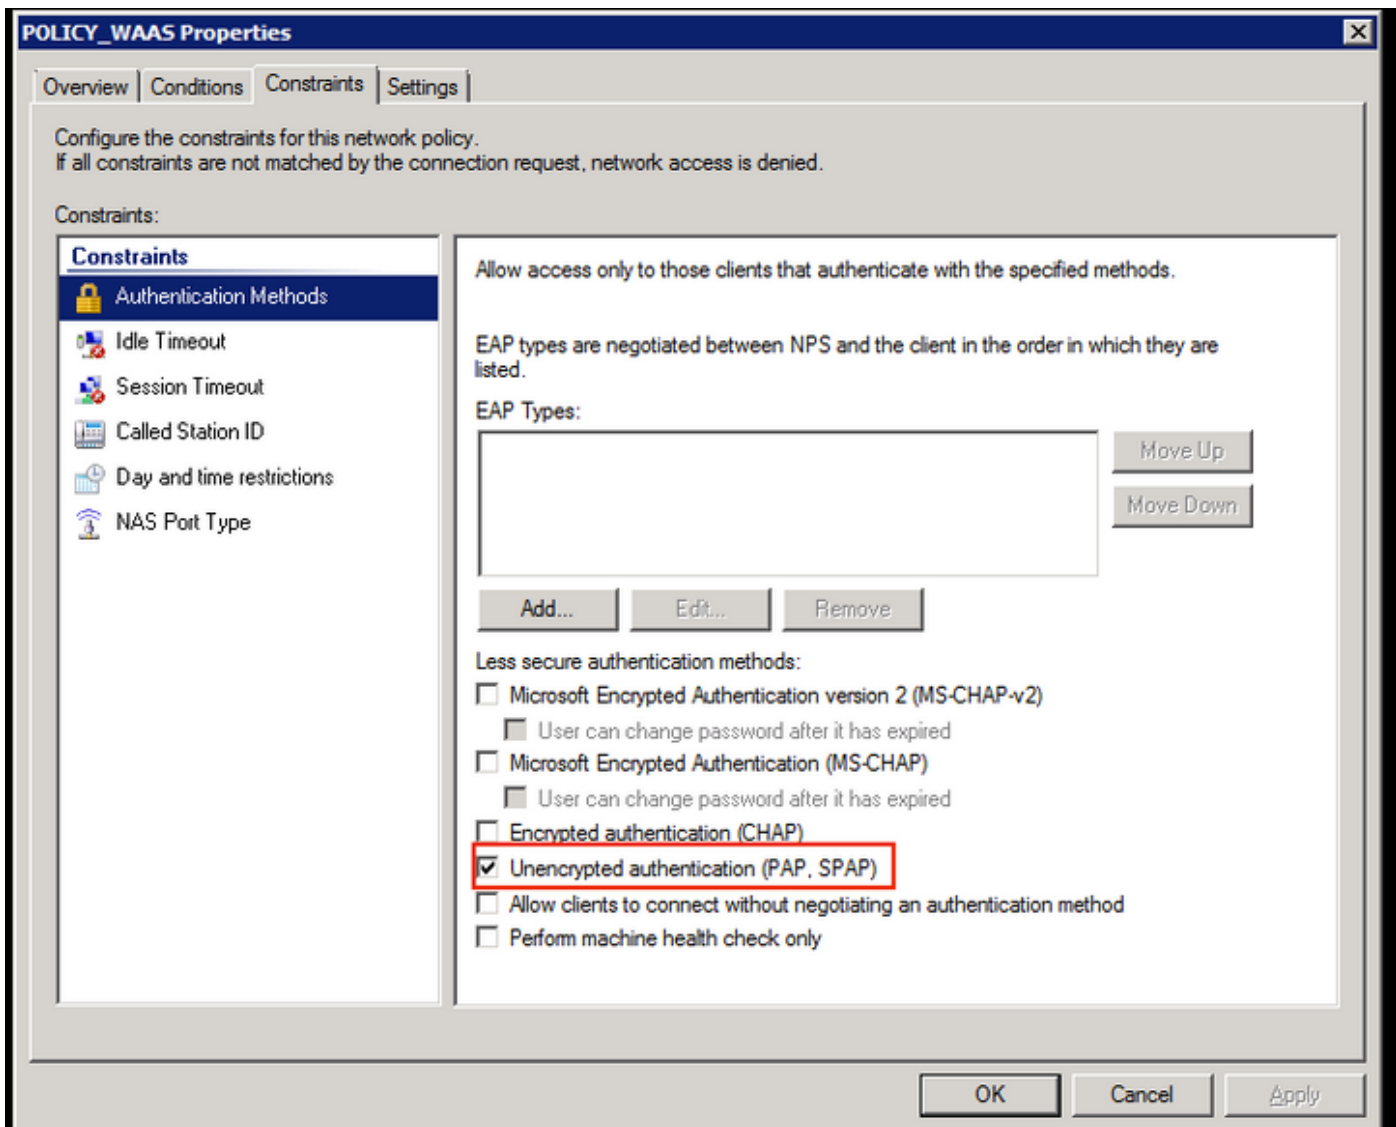 POLICY_WAAS Properties
Overview Conditions Constraints Settings
Configure the constraints for this network policy.
If all constraints are not matched by the connection request, network access is denied.
Constraints:
Constraints
Authentication Methods
Idle Timeout
Session Timeout
Called Station ID
Day and time restrictions
NAS Port Type
Allow access only to those clients that authenticate with the specified methods.
EAP types are negotiated between NPS and the client in the order in which they are
listed.
EAP Types:
Move Up
Move Down
Add... Edit... Remove
Less secure authentication methods:
Microsoft Encrypted Authentication version 2 (MS-CHAP-v2)
User can change password after it has expired
Microsoft Encrypted Authentication (MS-CHAP)
User can change password after it has expired
Encrypted authentication (CHAP)
Unencrypted authentication (PAP, SPAP)
Allow clients to connect without negotiating an authentication method
Perform machine health check only
OK Cancel Apply